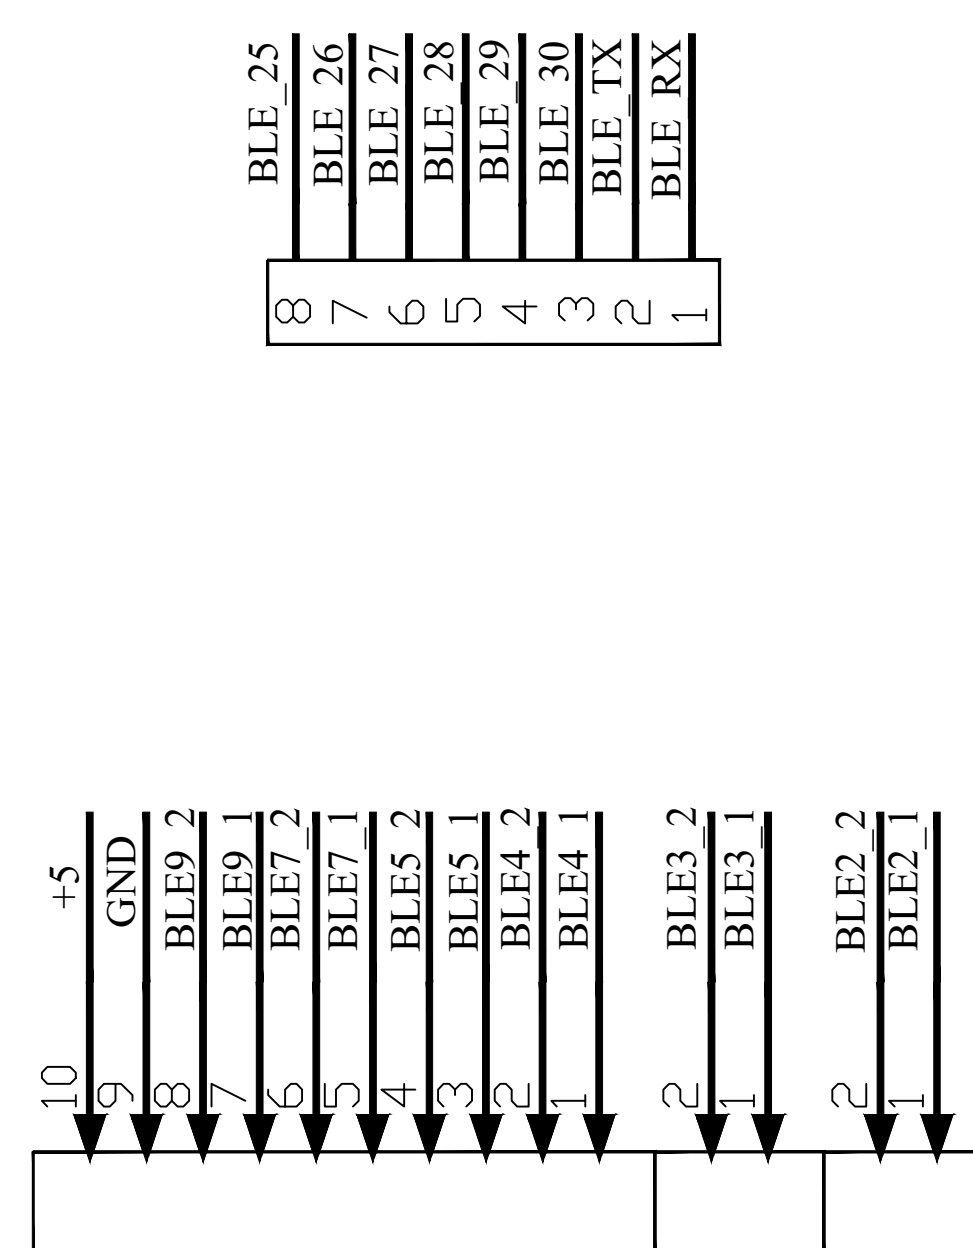 BLE_25
BLE_26
BLE_27
BLE_28
BLE_29
BLE_30
BLE_TX
BLE_RX
8
7
6
5
4
3
2
1
+5
GND
BLE9_2
BLE9_1
BLE7_2
BLE7_1
BLE5_2
BLE5_1
BLE4_2
BLE4_1
BLE3_2
BLE3_1
BLE2_2
BLE2_1
10
9
8
7
6
5
4
3
2
1
2
1
2
1